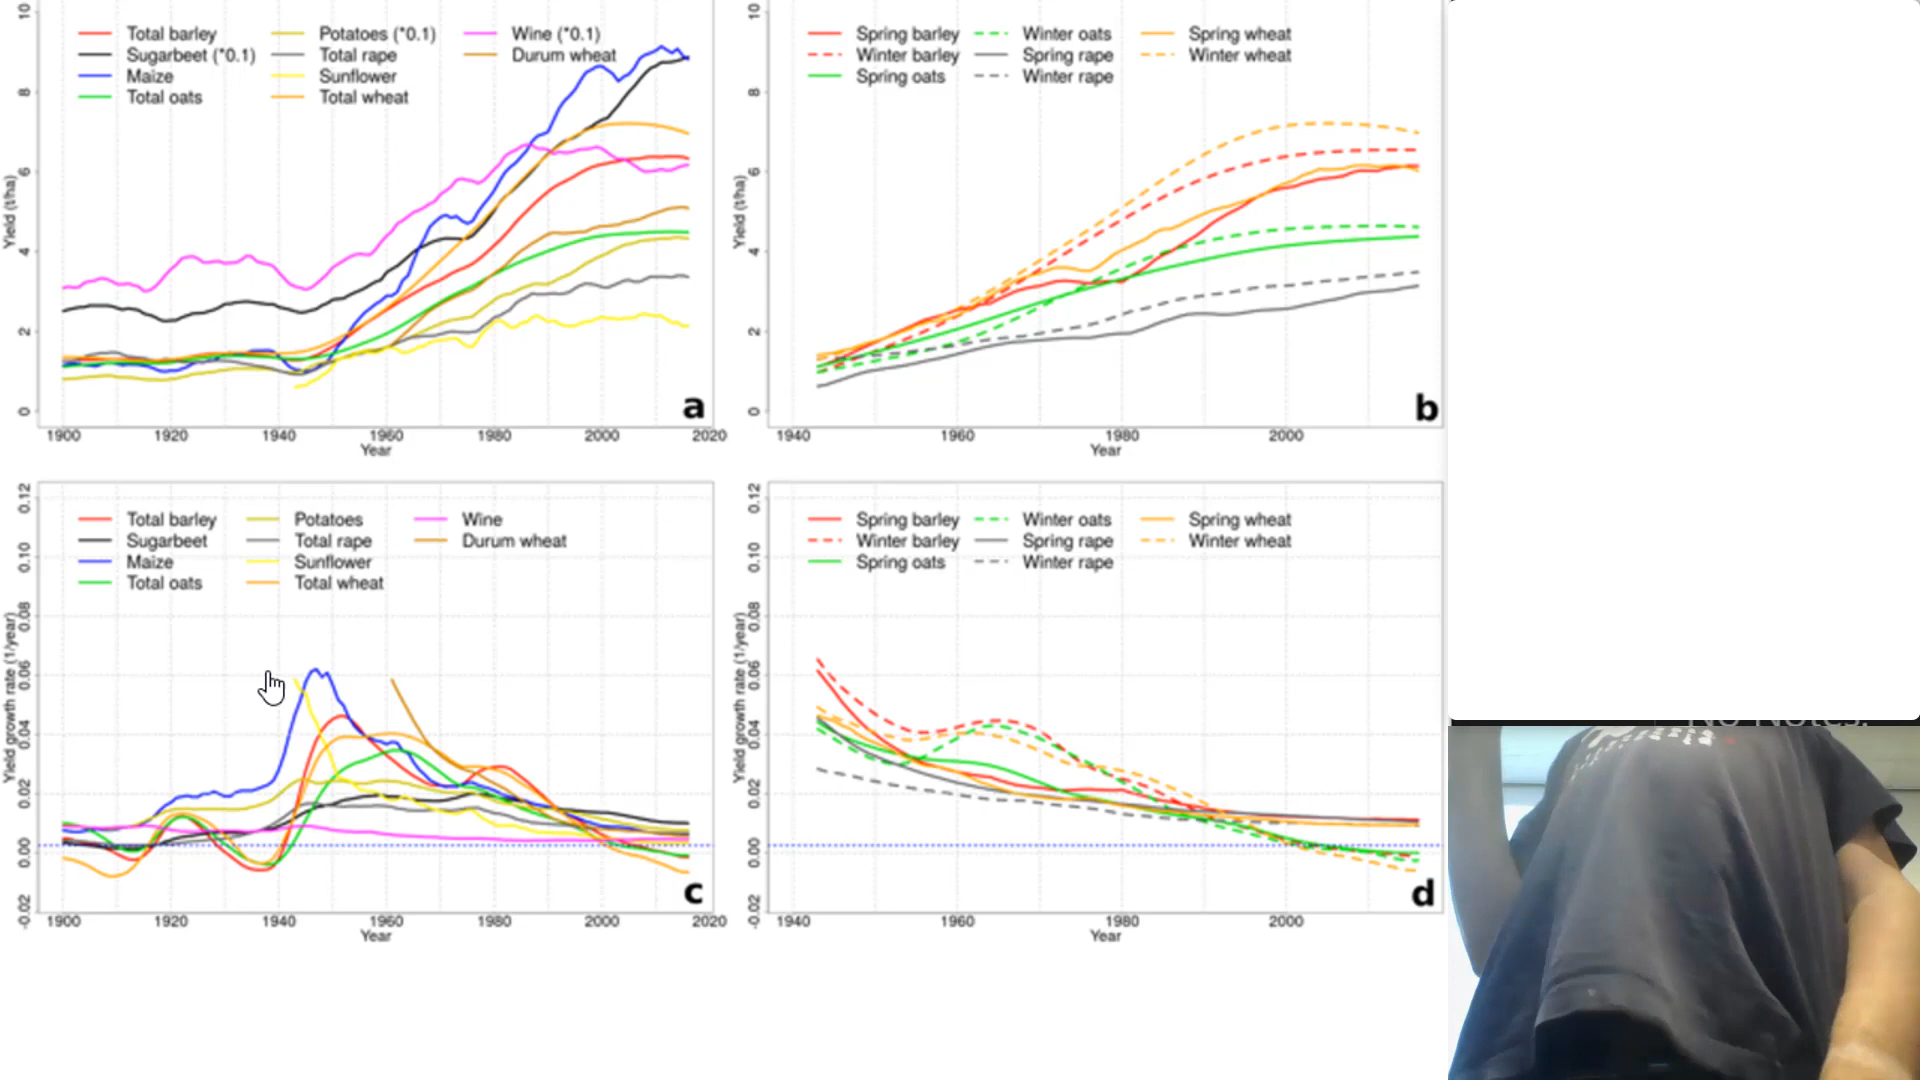 Total barley
Sugarbeet (*0.1)
Maize
Total oats
Potatoes (*0.1)
Total rape
Sunflower
Total wheat
Wine (*0.1)
Durum wheat
Yield (t/ha)
0
2
4
6
8
10
1900
1920
1940
1960
1980
2000
2020
Year
a
Spring barley
Winter barley
Spring oats
Winter oats
Spring rape
Winter rape
Spring wheat
Winter wheat
Yield (t/ha)
0
2
4
6
8
10
1940
1960
1980
2000
Year
b
Total barley
Sugarbeet
Maize
Total oats
Potatoes
Total rape
Sunflower
Total wheat
Wine
Durum wheat
Yield growth rate (1/year)
-0.02
0.00
0.02
0.04
0.06
0.08
0.10
0.12
1900
1920
1940
1960
1980
2000
2020
Year
c
Spring barley
Winter barley
Spring oats
Winter oats
Spring rape
Winter rape
Spring wheat
Winter wheat
Yield growth rate (1/year)
-0.02
0.00
0.02
0.04
0.06
0.08
0.10
0.12
1940
1960
1980
2000
Year
d
No Notes.